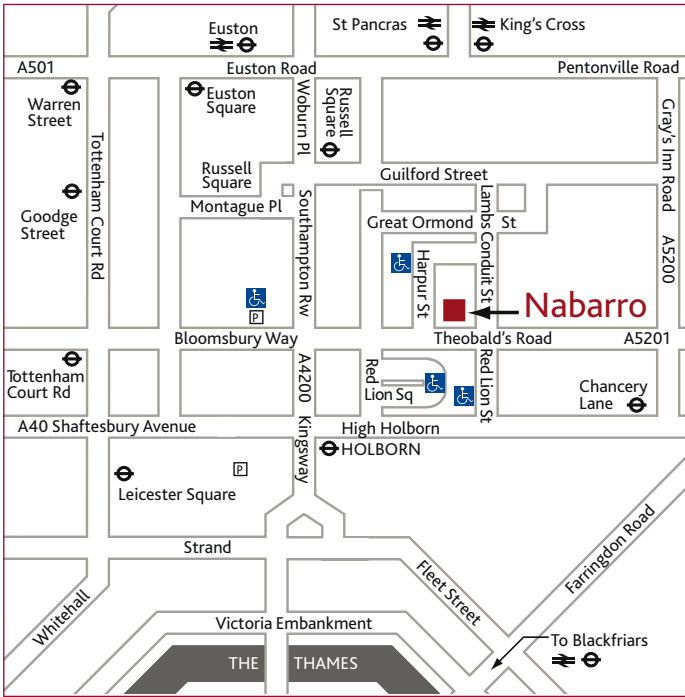 Euston
St Pancras
King's Cross
A501
Euston Road
Pentonville Road
Warren
Street
Euston
Square
Woburn Pl
Russell
Square
Gray's Inn Road
Tottenham Court Rd
Russell
Square
Guilford Street
Goodge
Street
Montague Pl
Southampton Rw
Great Ormond St
Lambs Conduit St
Harpur St
A5200
P
Nabarro
Bloomsbury Way
Theobald's Road
A5201
Tottenham
Court Rd
A4200
Red
Lion Sq
Red Lion St
Chancery
Lane
A40 Shaftesbury Avenue
Kingsway
High Holborn
HOLBORN
P
Leicester Square
Strand
Fleet Street
Farringdon Road
Whitehall
Victoria Embankment
To Blackfriars
THE THAMES